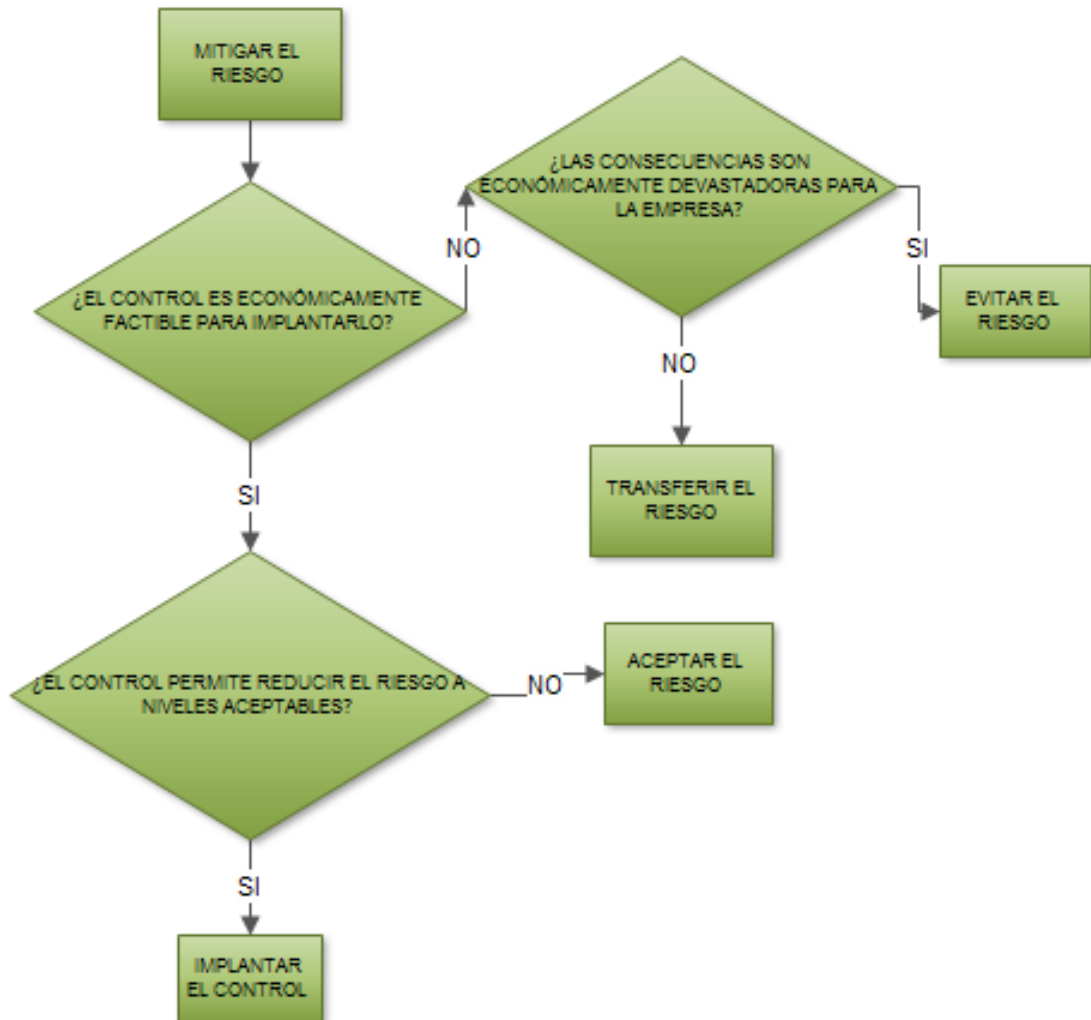 MITIGAR EL
RIESGO
¿LAS CONSECUENCIAS SON
ECONÓMICAMENTE DEVASTADORAS PARA
LA EMPRESA?
NO
SI
¿EL CONTROL ES ECONÓMICAMENTE
FACTIBLE PARA IMPLANTARLO?
EVITAR EL
RIESGO
NO
SI
TRANSFERIR EL
RIESGO
¿EL CONTROL PERMITE REDUCIR EL RIESGO A
NIVELES ACEPTABLES?
NO
ACEPTAR EL
RIESGO
SI
IMPLANTAR
EL CONTROL